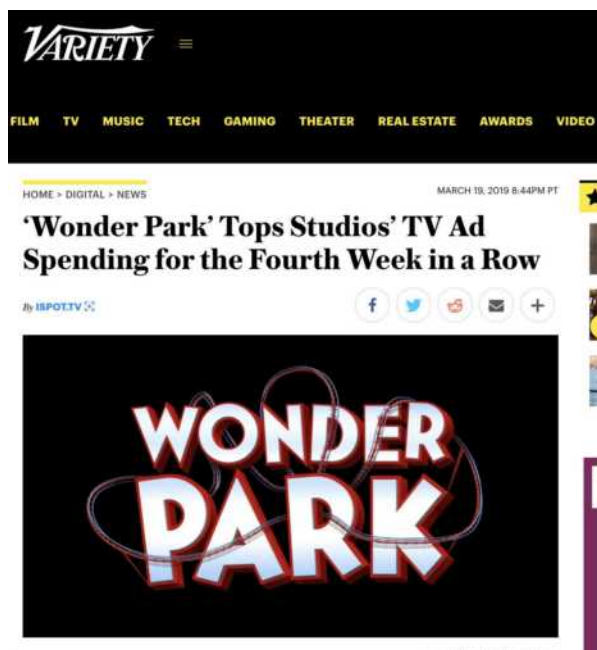 VARIETY
FILM TV MUSIC TECH GAMING THEATER REAL ESTATE AWARDS VIDEO
HOME > DIGITAL > NEWS
MARCH 19, 2019 8:44PM PT
‘Wonder Park’ Tops Studios’ TV Ad
Spending for the Fourth Week in a Row
By ISPOT.TV
WONDER
PARK